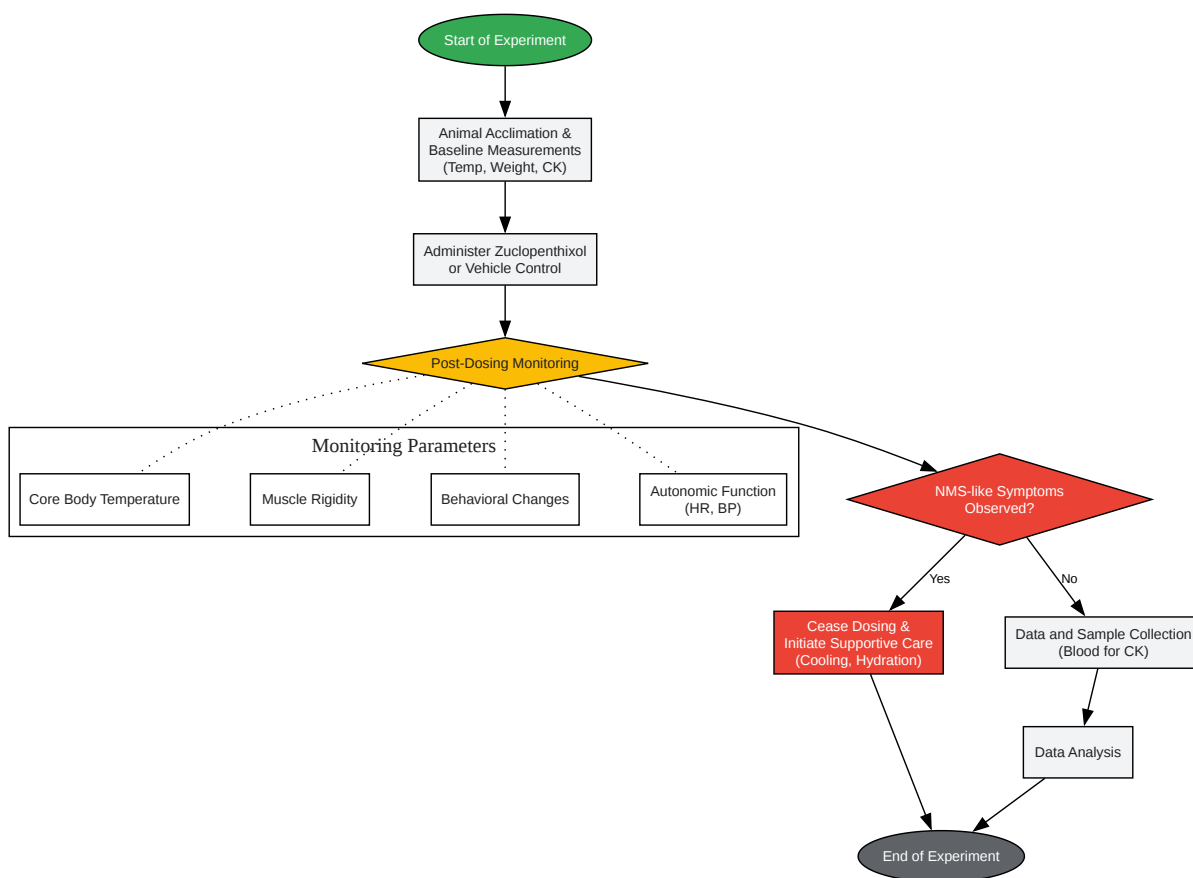 Start of Experiment
Animal Acclimation &
Baseline Measurements
(Temp, Weight, CK)
Administer Zuclopenthixol
or Vehicle Control
Post-Dosing Monitoring
Monitoring Parameters
Core Body Temperature
Muscle Rigidity
Behavioral Changes
Autonomic Function
(HR, BP)
NMS-like Symptoms
Observed?
Yes
No
Cease Dosing &
Initiate Supportive Care
(Cooling, Hydration)
Data and Sample Collection
(Blood for CK)
Data Analysis
End of Experiment